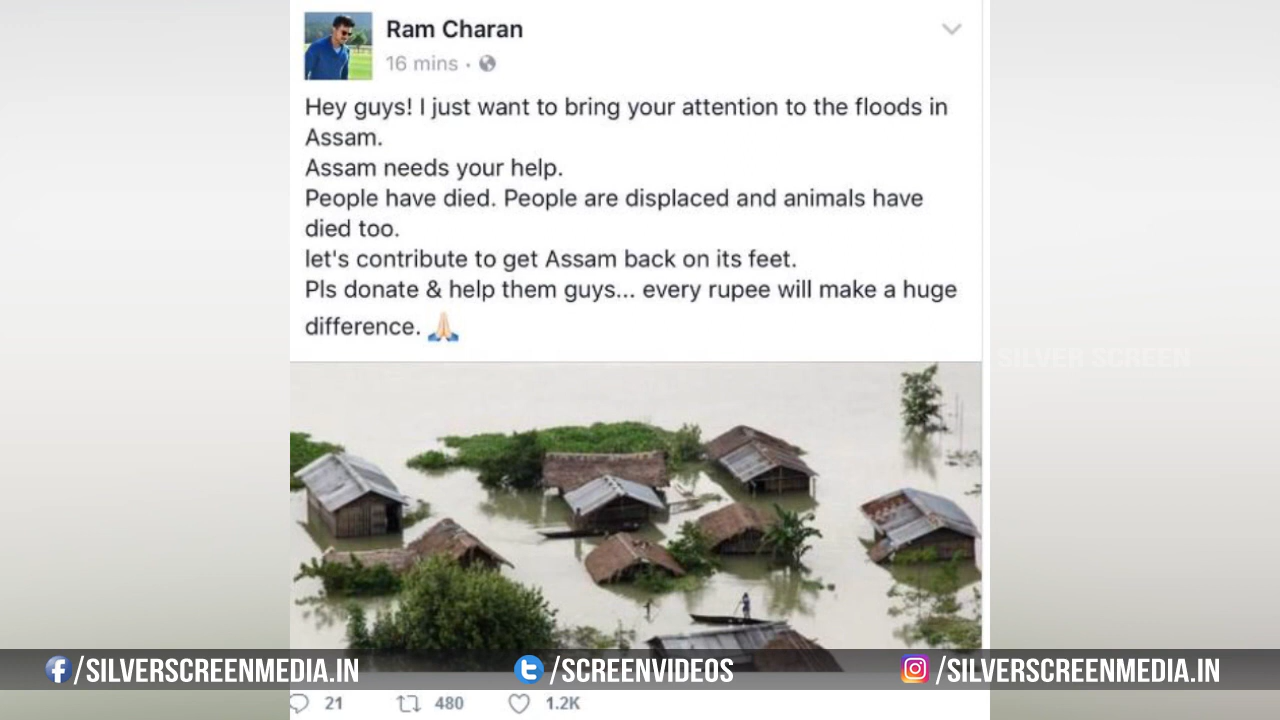 Ram Charan
16 mins ·
Hey guys! I just want to bring your attention to the floods in
Assam.
Assam needs your help.
People have died. People are displaced and animals have
died too.
let's contribute to get Assam back on its feet.
Pls donate & help them guys... every rupee will make a huge
difference. 🙏
SILVER SCREEN
/SILVERSCREENMEDIA.IN /SCREENVIDEOS /SILVERSCREENMEDIA.IN
21 480 1.2K